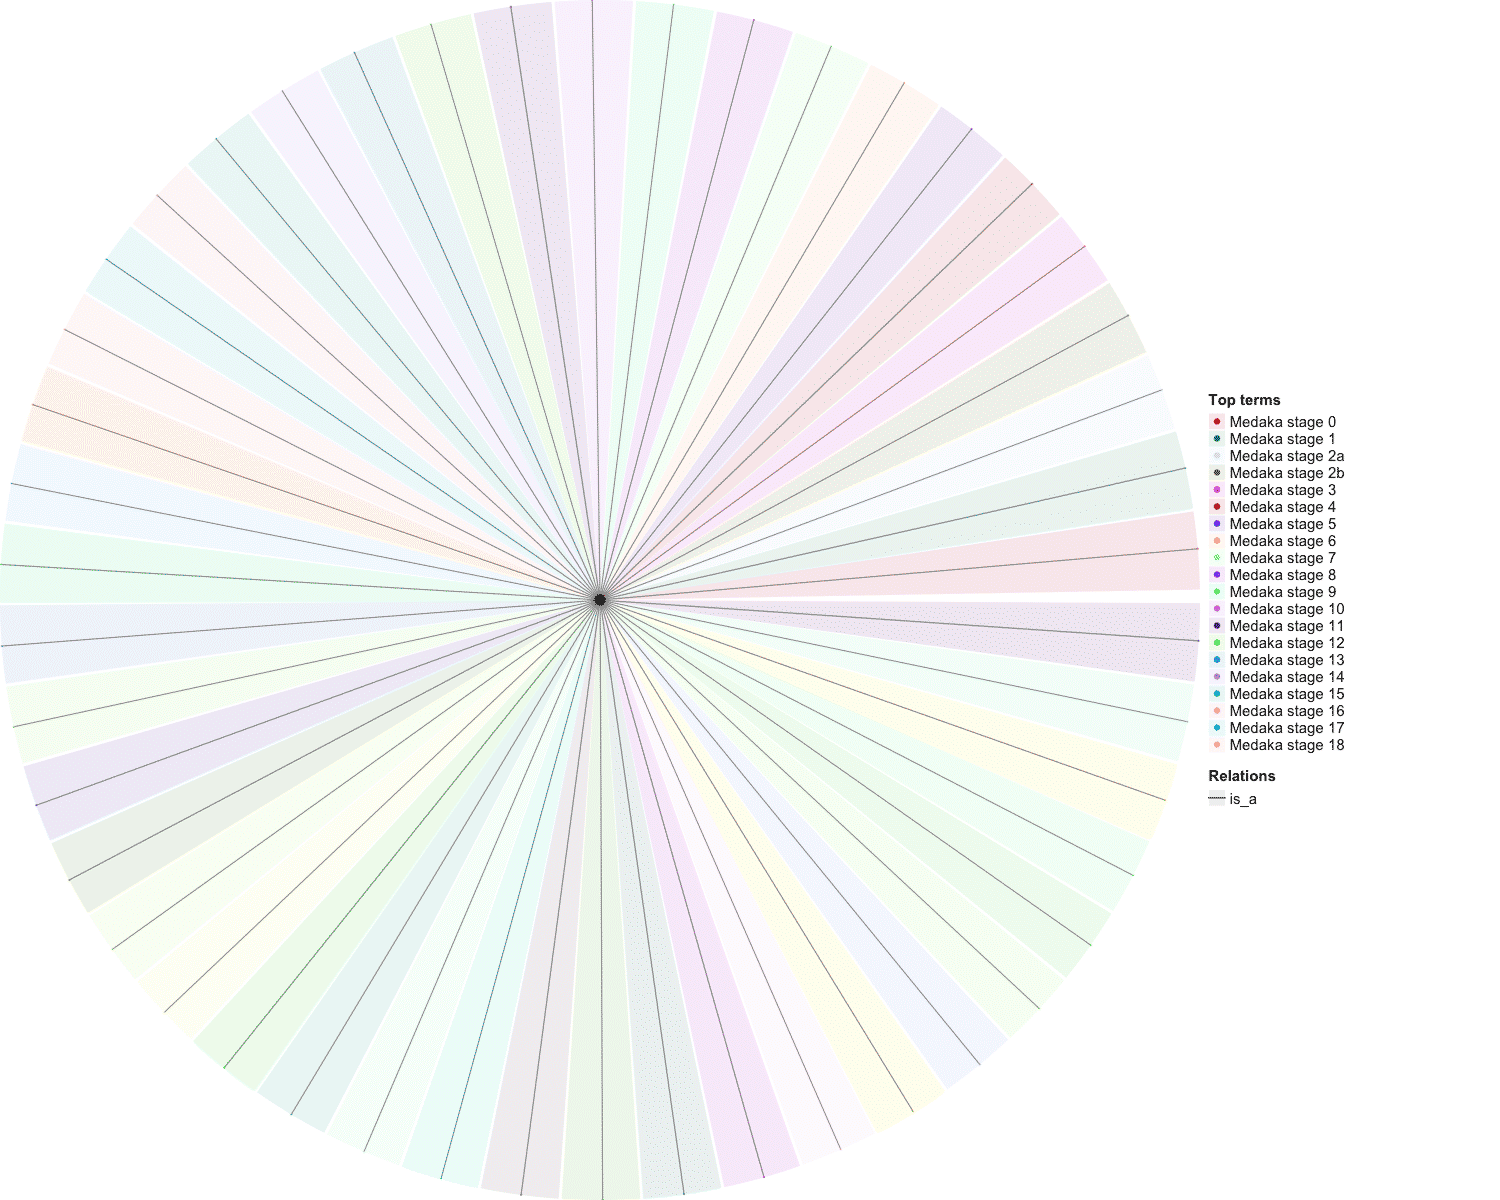 Top terms
Medaka stage 0
Medaka stage 1
Medaka stage 2a
Medaka stage 2b
Medaka stage 3
Medaka stage 4
Medaka stage 5
Medaka stage 6
Medaka stage 7
Medaka stage 8
Medaka stage 9
Medaka stage 10
Medaka stage 11
Medaka stage 12
Medaka stage 13
Medaka stage 14
Medaka stage 15
Medaka stage 16
Medaka stage 17
Medaka stage 18
Relations
is_a